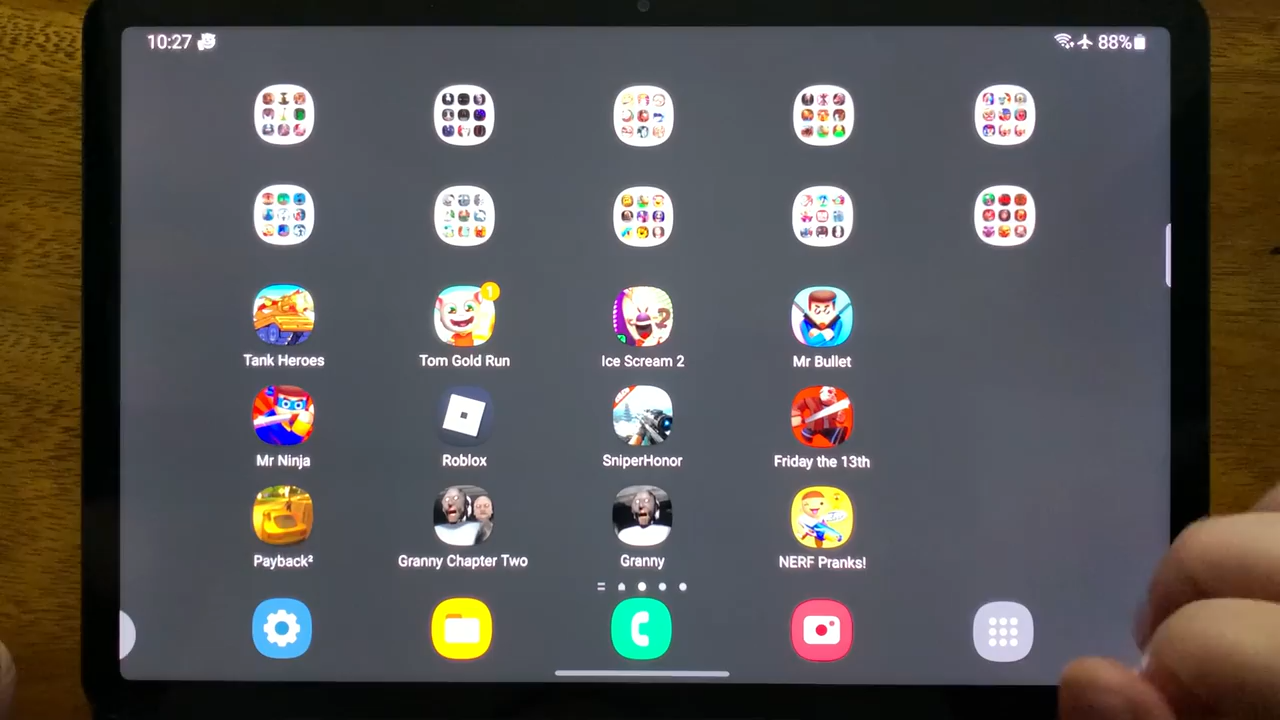 10:27
88%
1
Tank Heroes
Tom Gold Run
Ice Scream 2
Mr Bullet
Mr Ninja
Roblox
SniperHonor
Friday the 13th
Payback²
Granny Chapter Two
Granny
NERF Pranks!